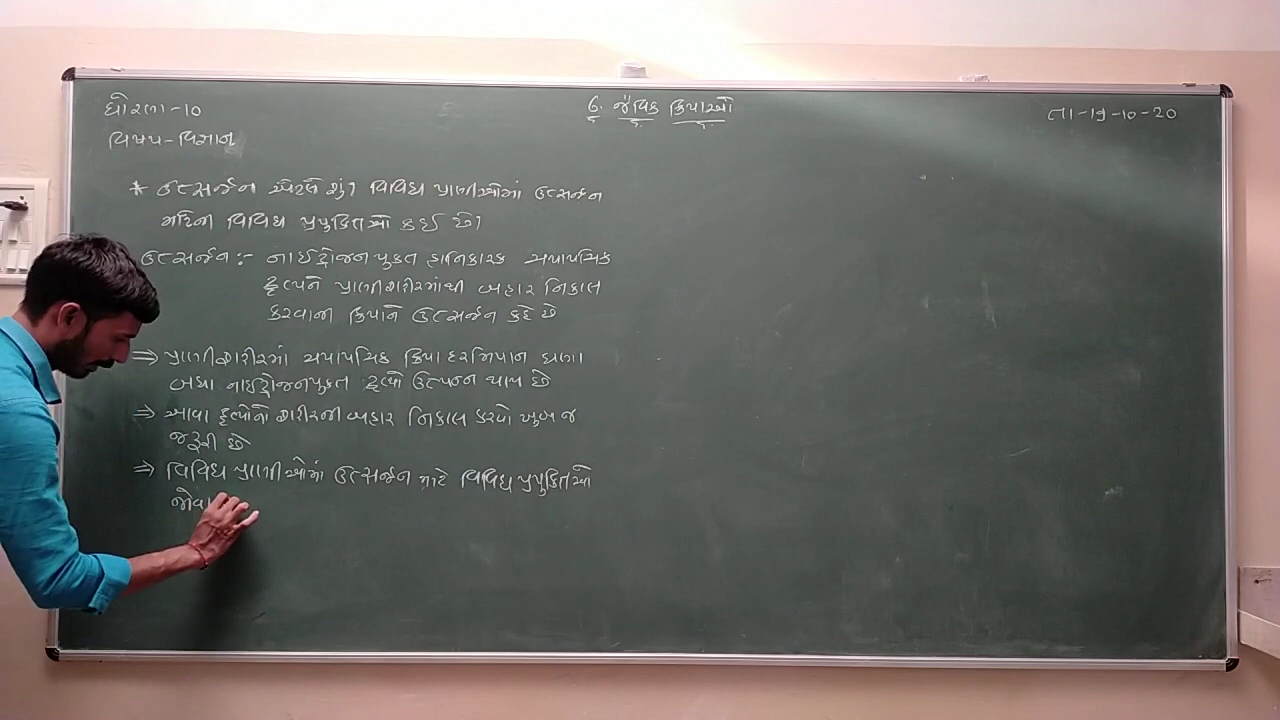 ધોરણ-10
વિષય-વિજ્ઞાન
6. જૈવિક ક્રિયાઓ
તા-19-10-20
* ઉત્સર્જન એટલે શું? વિવિધ પ્રાણીઓમાં ઉત્સર્જન
માટેની વિવિધ પ્રયુક્તિઓ કઈ છે?
ઉત્સર્જન:- નાઈટ્રોજનયુક્ત હાનિકારક ચયાપચયિક
દ્રવ્યને પ્રાણીશરીરમાંથી બહાર નિકાલ
કરવાની ક્રિયાને ઉત્સર્જન કહે છે
⇒ પ્રાણીશરીરમાં ચયાપચયિક ક્રિયા દરમિયાન ઘણા
બધા નાઈટ્રોજનયુક્ત દ્રવ્યો ઉત્પન્ન થાય છે
⇒ આવા દ્રવ્યોનો શરીરની બહાર નિકાલ કરવો ખુબ જ
જરૂરી છે
⇒ વિવિધ પ્રાણીઓમાં ઉત્સર્જન માટે વિવિધ પ્રયુક્તિઓ
જોવા